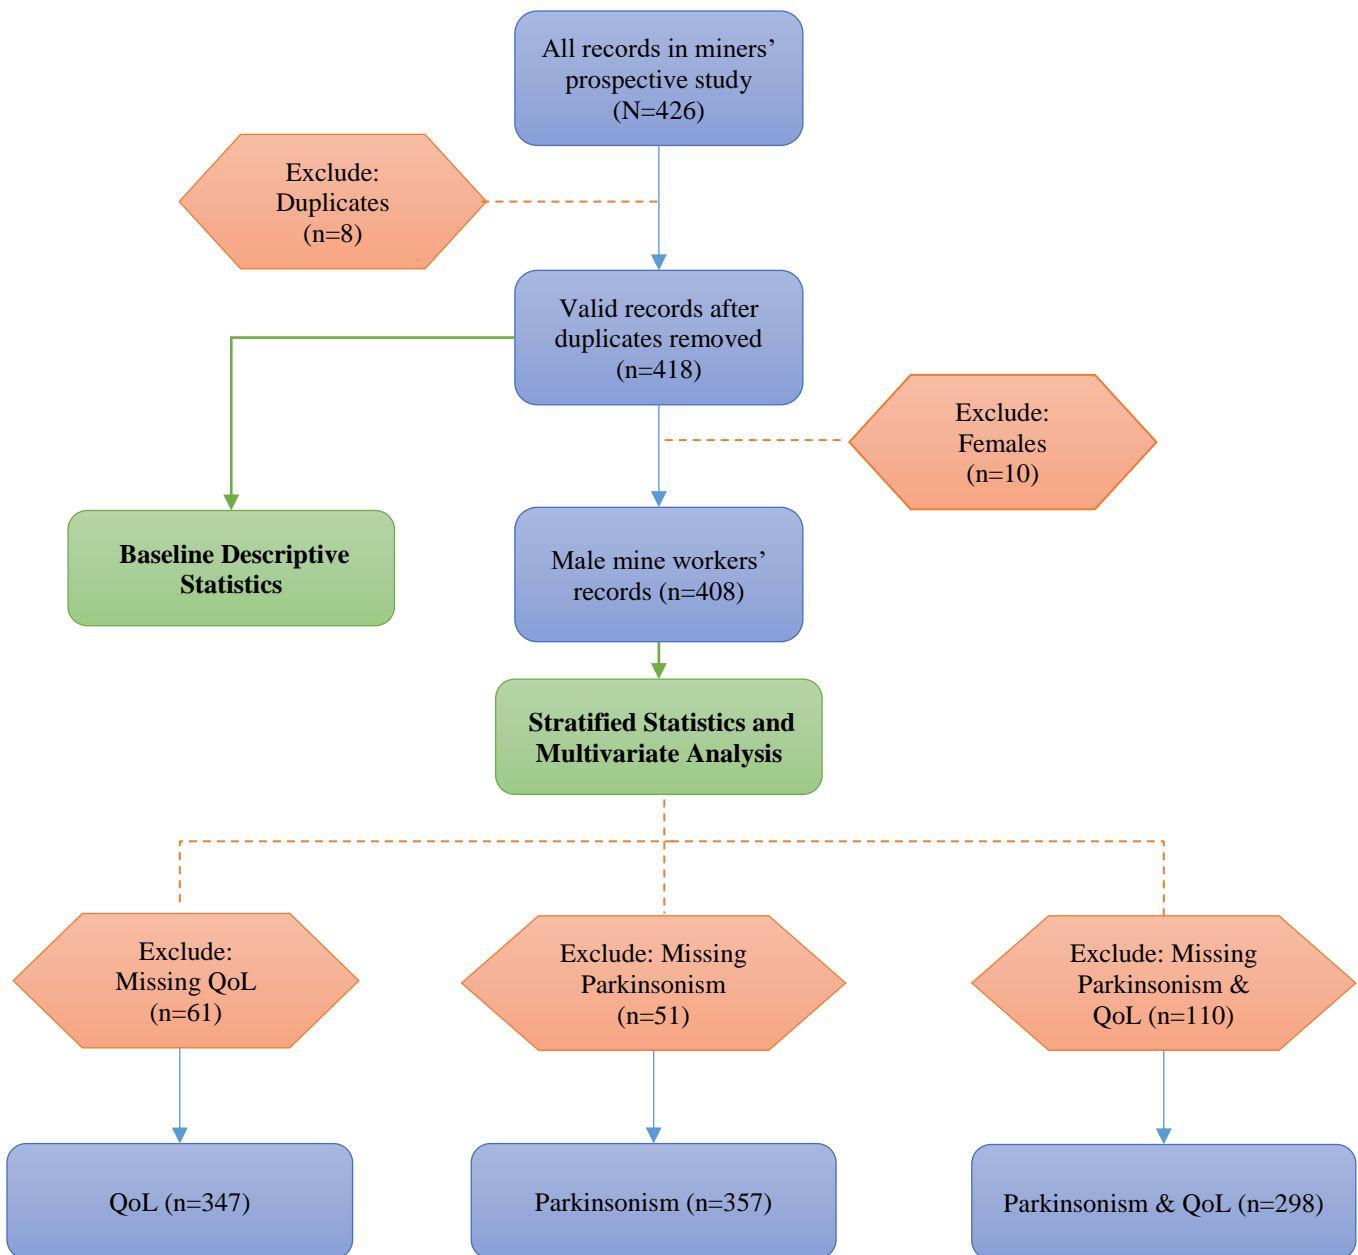 All records in miners’
prospective study
(N=426)
Exclude:
Duplicates
(n=8)
Valid records after
duplicates removed
(n=418)
Exclude:
Females
(n=10)
Baseline Descriptive
Statistics
Male mine workers’
records (n=408)
Stratified Statistics and
Multivariate Analysis
Exclude:
Missing QoL
(n=61)
Exclude: Missing
Parkinsonism
(n=51)
Exclude: Missing
Parkinsonism &
QoL (n=110)
QoL (n=347)
Parkinsonism (n=357)
Parkinsonism & QoL (n=298)